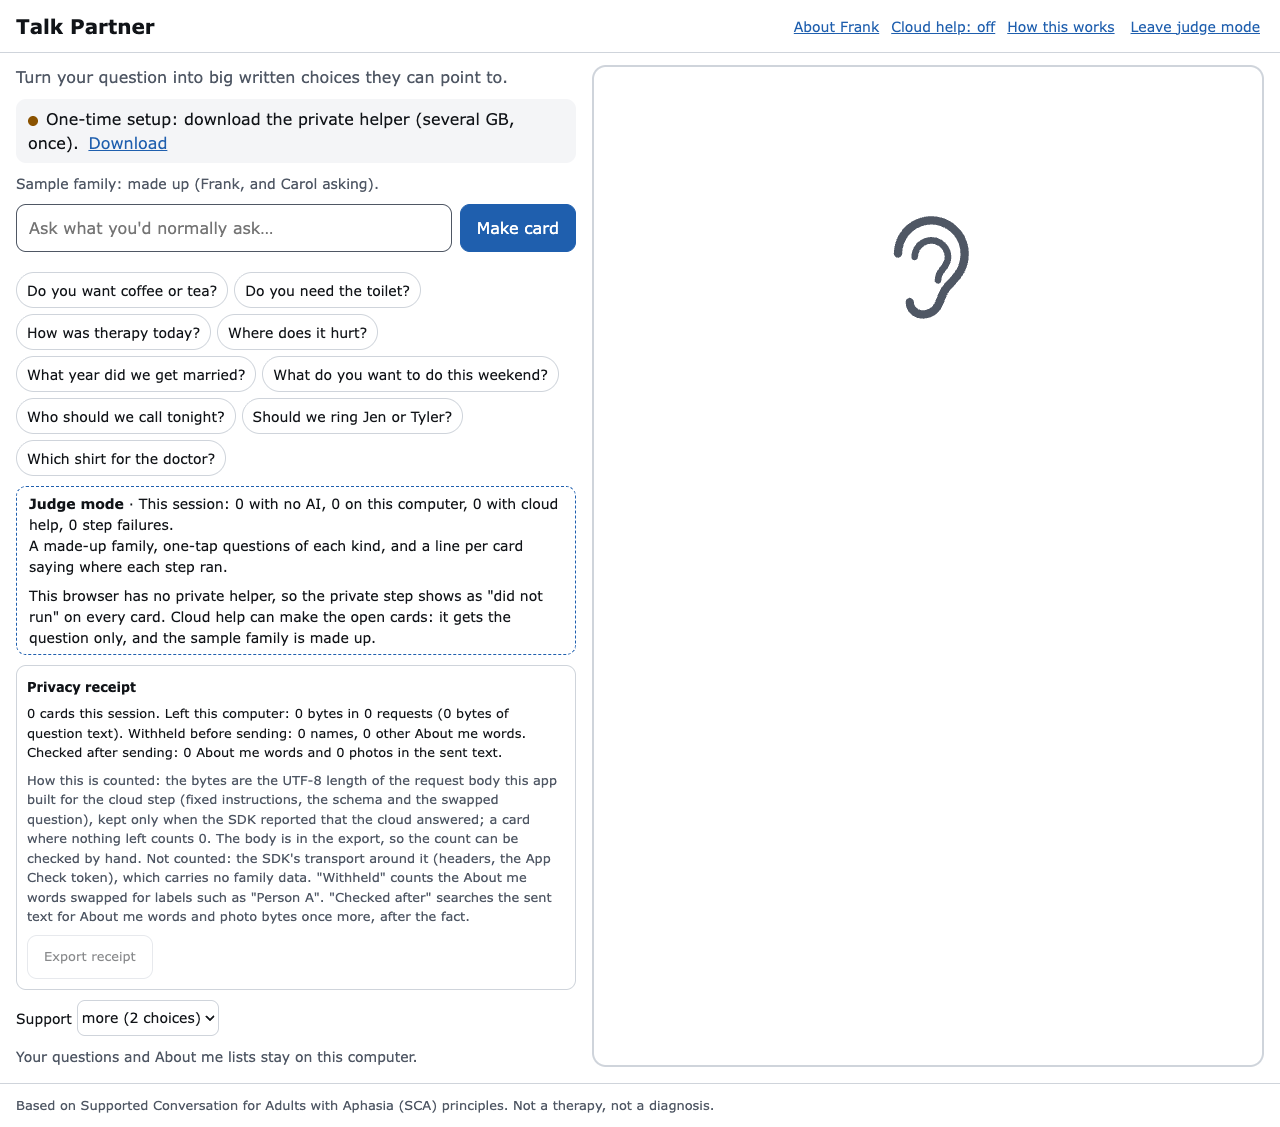 Talk Partner
About Frank Cloud help: off How this works Leave judge mode
Turn your question into big written choices they can point to.
One-time setup: download the private helper (several GB,
once). Download
Sample family: made up (Frank, and Carol asking).
Ask what you'd normally ask...
Make card
Do you want coffee or tea?
Do you need the toilet?
How was therapy today?
Where does it hurt?
What year did we get married?
What do you want to do this weekend?
Who should we call tonight?
Should we ring Jen or Tyler?
Which shirt for the doctor?
Judge mode · This session: 0 with no AI, 0 on this computer, 0 with cloud
help, 0 step failures.
A made-up family, one-tap questions of each kind, and a line per card
saying where each step ran.
This browser has no private helper, so the private step shows as "did not
run" on every card. Cloud help can make the open cards: it gets the
question only, and the sample family is made up.
Privacy receipt
0 cards this session. Left this computer: 0 bytes in 0 requests (0 bytes of
question text). Withheld before sending: 0 names, 0 other About me words.
Checked after sending: 0 About me words and 0 photos in the sent text.
How this is counted: the bytes are the UTF-8 length of the request body this app
built for the cloud step (fixed instructions, the schema and the swapped
question), kept only when the SDK reported that the cloud answered; a card
where nothing left counts 0. The body is in the export, so the count can be
checked by hand. Not counted: the SDK's transport around it (headers, the App
Check token), which carries no family data. "Withheld" counts the About me
words swapped for labels such as "Person A". "Checked after" searches the sent
text for About me words and photo bytes once more, after the fact.
Export receipt
Support more (2 choices)
Your questions and About me lists stay on this computer.
Based on Supported Conversation for Adults with Aphasia (SCA) principles. Not a therapy, not a diagnosis.